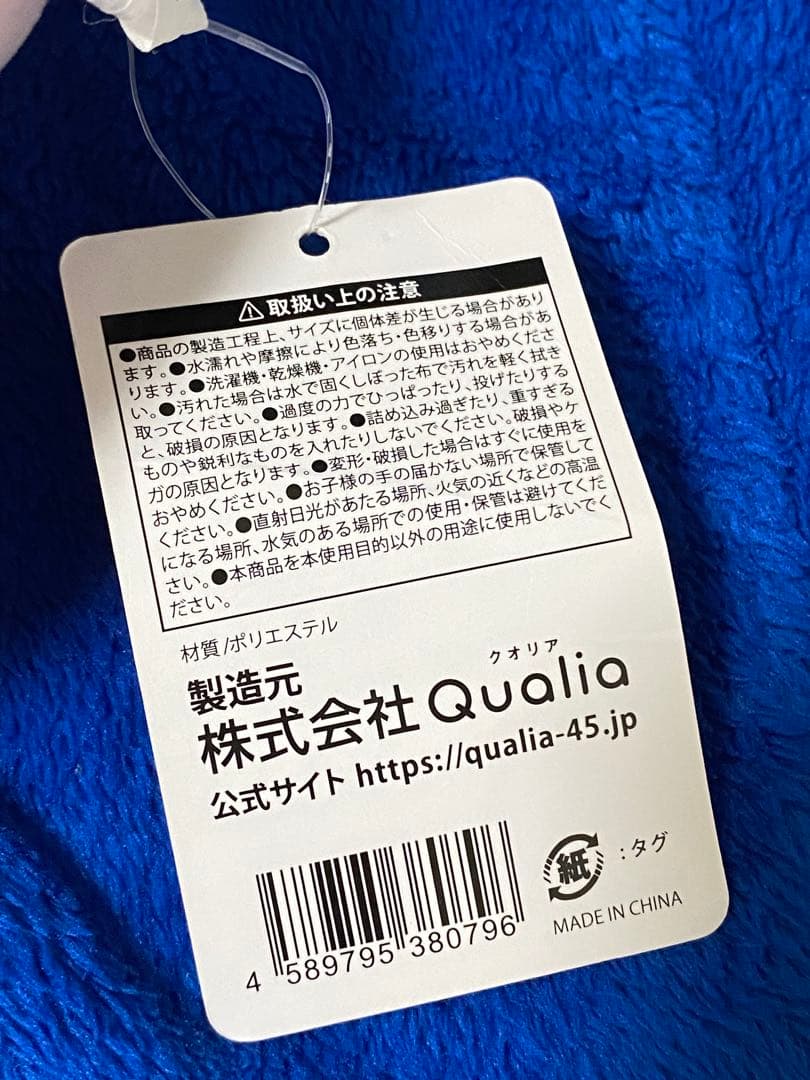 ⚠取扱い上の注意
●商品の製造工程上、サイズに個体差が生じる場合があり
ます。●水濡れや摩擦により色落ち・色移りする場合があ
ります。●洗濯機・乾燥機・アイロンの使用はおやめくださ
い。●汚れた場合は水で固くしぼった布で汚れを軽く拭き
取ってください。●過度の力でひっぱったり、投げたりする
と、破損の原因となります。●詰め込み過ぎたり、重すぎる
ものや鋭利なものを入れたりしないでください。破損やケ
ガの原因となります。●変形・破損した場合はすぐに使用を
おやめください。●お子様の手の届かない場所で保管して
ください。●直射日光があたる場所、火気の近くなどの高温
になる場所、水気のある場所での使用・保管は避けてくだ
さい。●本商品を本使用目的以外の用途に使用しないでく
ださい。
材質/ポリエステル
製造元
クオリア
株式会社Qualia
公式サイト https://qualia-45.jp
紙 :タグ
MADE IN CHINA
4 589795 380796